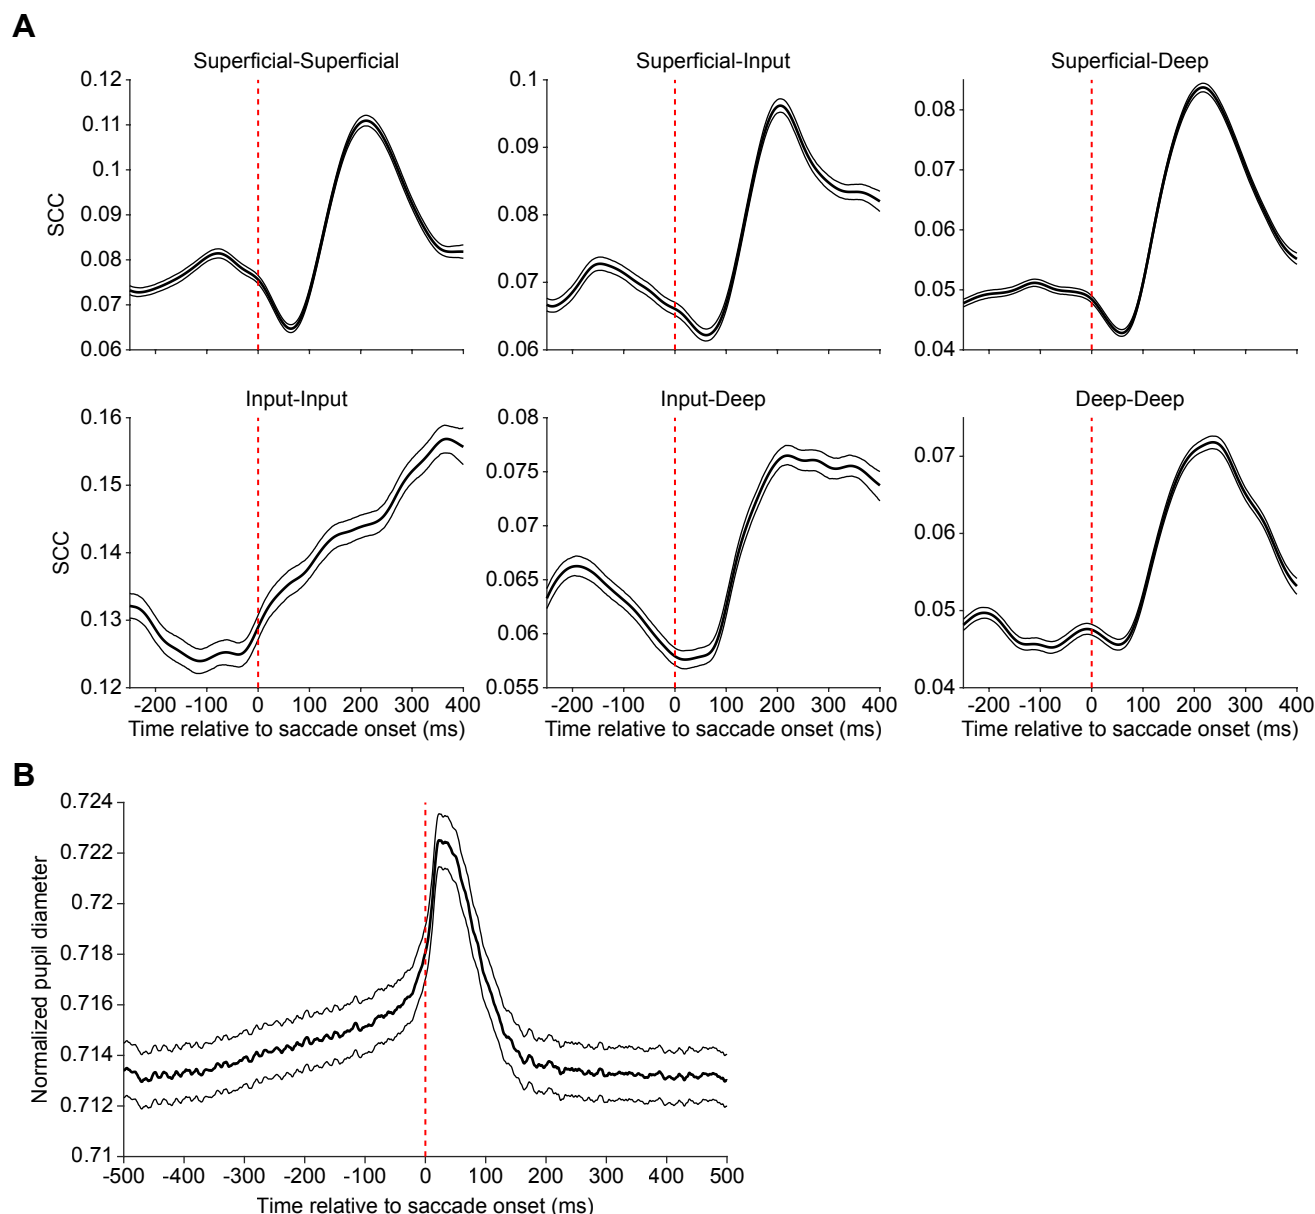 A
Superficial-Superficial
Superficial-Input
Superficial-Deep
0.12
0.11
0.1
0.09
0.08
0.07
0.06
SCC
-200 -100 0 100 200 300 400
0.1
0.09
0.08
0.07
0.06
0.08
0.07
0.06
0.05
0.04
Input-Input
Input-Deep
Deep-Deep
0.16
0.15
0.14
0.13
0.12
SCC
-200 -100 0 100 200 300 400
Time relative to saccade onset (ms)
0.08
0.075
0.07
0.065
0.06
0.055
-200 -100 0 100 200 300 400
Time relative to saccade onset (ms)
0.07
0.06
0.05
0.04
-200 -100 0 100 200 300 400
Time relative to saccade onset (ms)
B
0.724
0.722
0.72
0.718
0.716
0.714
0.712
0.71
Normalized pupil diameter
-500 -400 -300 -200 -100 0 100 200 300 400 500
Time relative to saccade onset (ms)